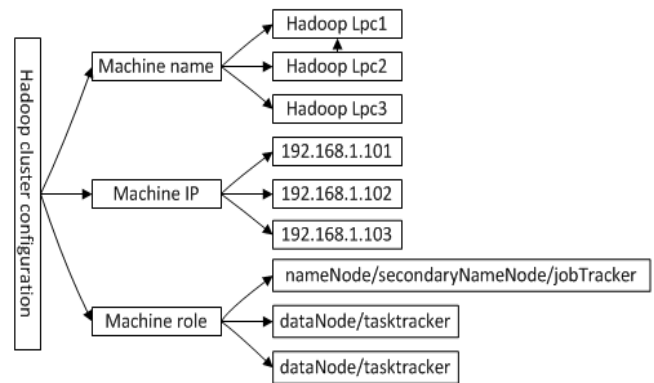 Hadoop cluster configuration
Machine name
Hadoop Lpc1
Hadoop Lpc2
Hadoop Lpc3
Machine IP
192.168.1.101
192.168.1.102
192.168.1.103
Machine role
nameNode/secondaryNameNode/jobTracker
dataNode/tasktracker
dataNode/tasktracker